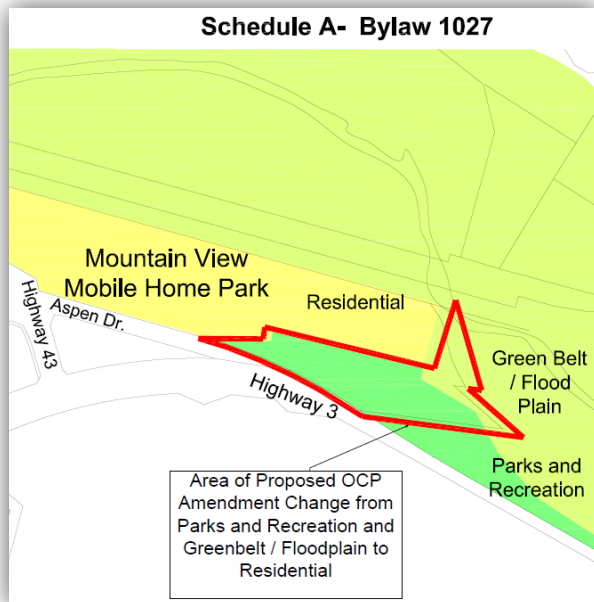 Schedule A-  Bylaw 1027
Mountain View
Mobile Home Park
Residential
Highway 43
Aspen Dr.
Highway 3
Green Belt
/ Flood
Plain
Parks and
Recreation
Area of Proposed OCP
Amendment Change from
Parks and Recreation and
Greenbelt / Floodplain to
Residential